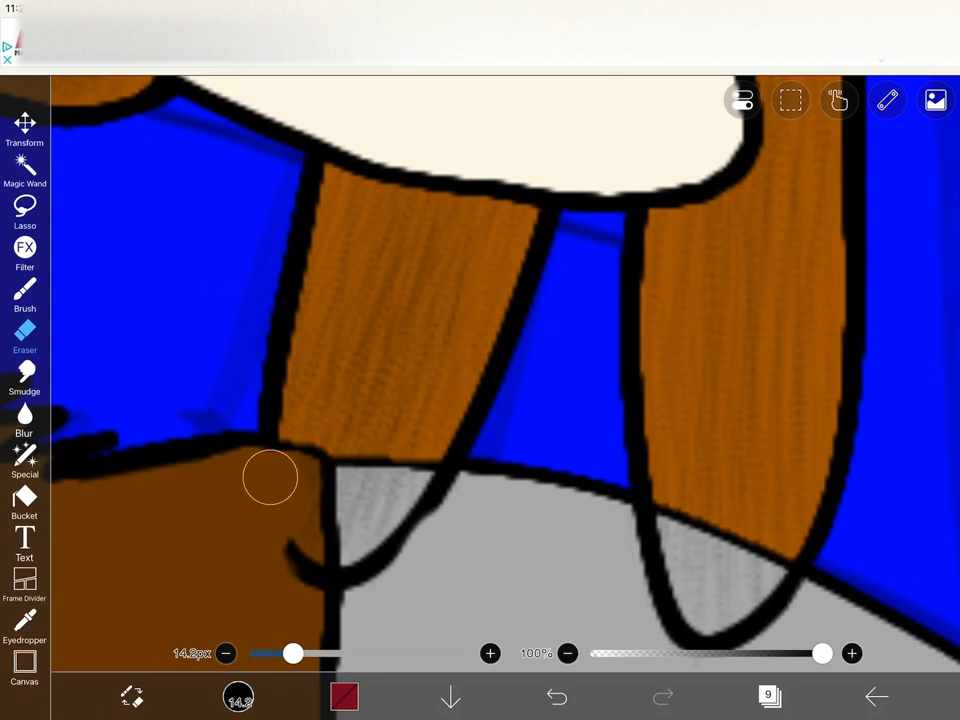 11:
Transform
Magic Wand
Lasso
FX
Filter
Brush
Eraser
Smudge
Blur
Special
Bucket
T
Text
Frame Divider
Eyedropper
Canvas
14.2px
100%
14.2
9